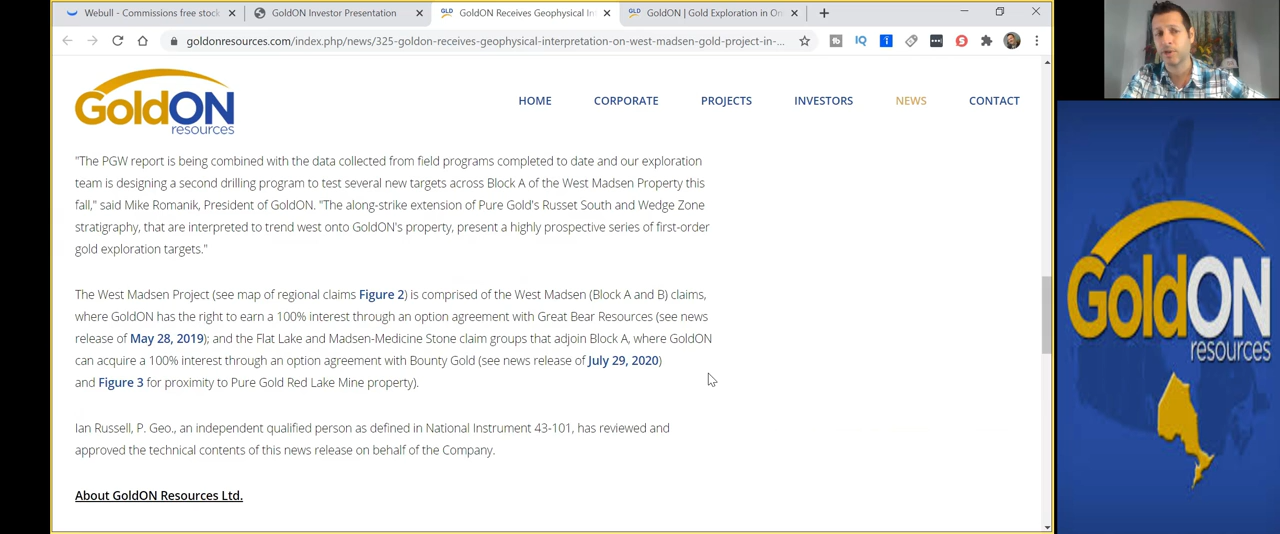 Webull - Commissions free stock
GoldON Investor Presentation
GoldON Receives Geophysical In
GoldON | Gold Exploration in On
goldonresources.com/index.php/news/325-goldon-receives-geophysical-interpretation-on-west-madsen-gold-project-in-...
IQ
GoldON
resources
HOME
CORPORATE
PROJECTS
INVESTORS
NEWS
CONTACT
"The PGW report is being combined with the data collected from field programs completed to date and our exploration
team is designing a second drilling program to test several new targets across Block A of the West Madsen Property this
fall," said Mike Romanik, President of GoldON. "The along-strike extension of Pure Gold's Russet South and Wedge Zone
stratigraphy, that are interpreted to trend west onto GoldON's property, present a highly prospective series of first-order
gold exploration targets."
The West Madsen Project (see map of regional claims Figure 2) is comprised of the West Madsen (Block A and B) claims,
where GoldON has the right to earn a 100% interest through an option agreement with Great Bear Resources (see news
release of May 28, 2019); and the Flat Lake and Madsen-Medicine Stone claim groups that adjoin Block A, where GoldON
can acquire a 100% interest through an option agreement with Bounty Gold (see news release of July 29, 2020)
and Figure 3 for proximity to Pure Gold Red Lake Mine property).
Ian Russell, P. Geo., an independent qualified person as defined in National Instrument 43-101, has reviewed and
approved the technical contents of this news release on behalf of the Company.
About GoldON Resources Ltd.
GoldON
resources